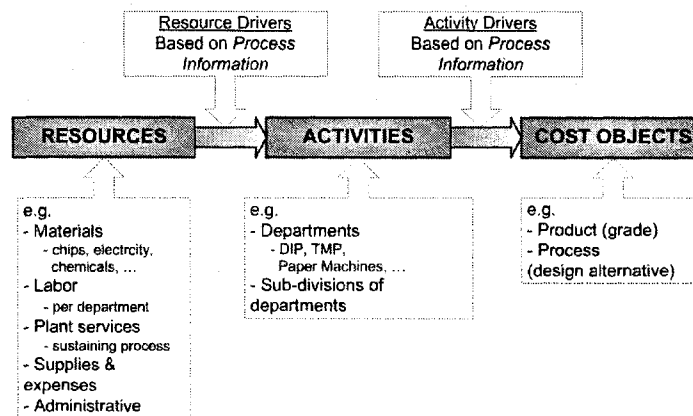 Resource Drivers
Based on Process
Information
Activity Drivers
Based on Process
Information
RESOURCES
ACTIVITIES
COST OBJECTS
e.g.
- Materials
- chips, electrcity,
chemicals, ...
- Labor
- per department
- Plant services
- sustaining process
- Supplies &
expenses
- Administrative
e.g.
- Departments
- DIP, TMP,
Paper Machines, ...
- Sub-divisions of
departments
e.g.
- Product (grade)
- Process
(design alternative)